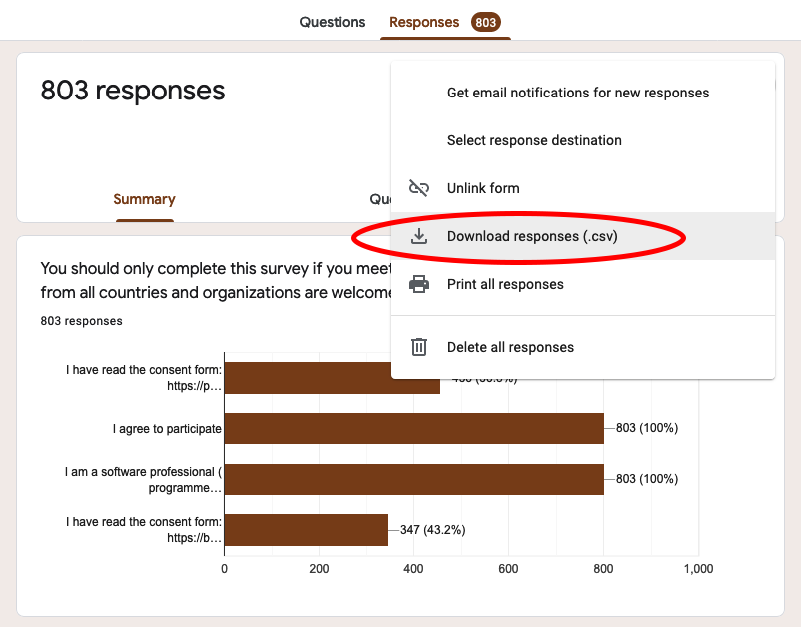 Questions
Responses 803
803 responses
Get email notifications for new responses
Select response destination
Unlink form
Download responses (.csv)
Print all responses
Delete all responses
Summary
You should only complete this survey if you meet
from all countries and organizations are welcome
803 responses
I have read the consent form:
https://p…
I agree to participate
803 (100%)
I am a software professional (
programme…
803 (100%)
I have read the consent form:
https://b…
347 (43.2%)
0
200
400
600
800
1,000